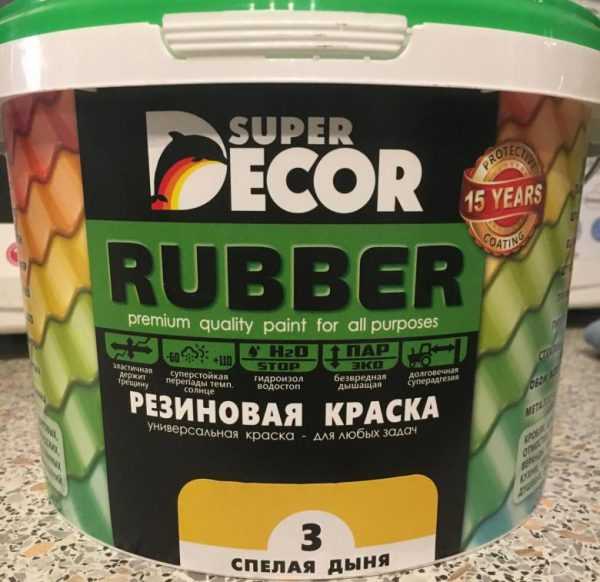 SUPER
DECOR
PROTECTIVE
15 YEARS
COATING
RUBBER
premium quality paint for all purposes
эластичная
держит
трещину
-60 +110
суперстойкая
перепады темп.
солнце
H2O
STOP
гидроизол
водостоп
ПАР
ЭКО
безвредная
дышащая
долговечная
суперадгезия
РЕЗИНОВАЯ КРАСКА
универсальная краска - для любых задач
3
СПЕЛАЯ ДЫНЯ